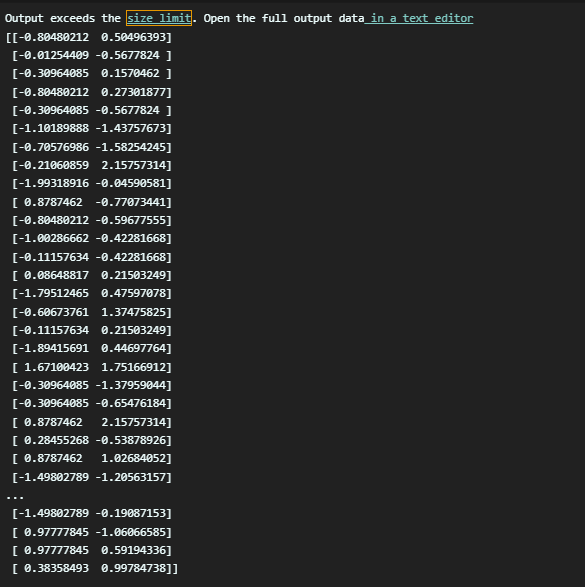 Output exceeds the size limit. Open the full output data in a text editor
[[-0.80480212  0.50496393]
 [-0.01254409 -0.5677824 ]
 [-0.30964085  0.1570462 ]
 [-0.80480212  0.27301877]
 [-0.30964085 -0.5677824 ]
 [-1.10189888 -1.43757673]
 [-0.70576986 -1.58254245]
 [-0.21060859  2.15757314]
 [-1.99318916 -0.04590581]
 [ 0.8787462  -0.77073441]
 [-0.80480212 -0.59677555]
 [-1.00286662 -0.42281668]
 [-0.11157634 -0.42281668]
 [ 0.08648817  0.21503249]
 [-1.79512465  0.47597078]
 [-0.60673761  1.37475825]
 [-0.11157634  0.21503249]
 [-1.89415691  0.44697764]
 [ 1.67100423  1.75166912]
 [-0.30964085 -1.37959044]
 [-0.30964085 -0.65476184]
 [ 0.8787462   2.15757314]
 [ 0.28455268 -0.53878926]
 [ 0.8787462   1.02684052]
 [-1.49802789 -1.20563157]
...
 [-1.49802789 -0.19087153]
 [ 0.97777845 -1.06066585]
 [ 0.97777845  0.59194336]
 [ 0.38358493  0.99784738]]